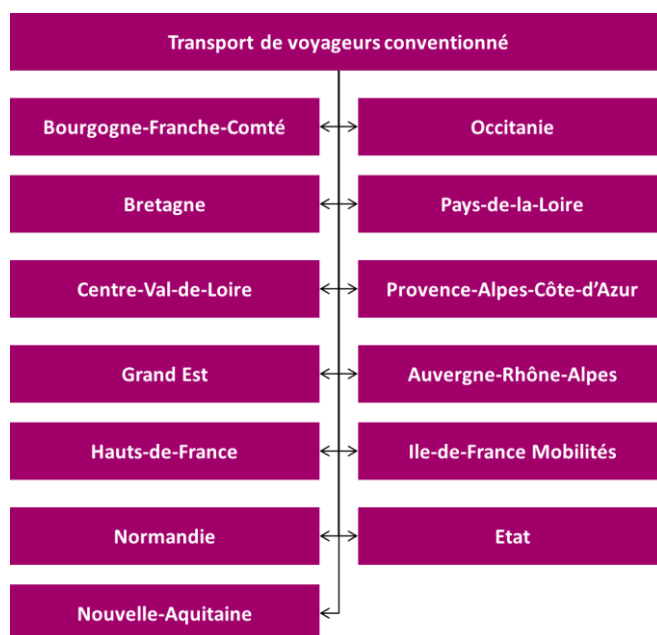 Transport de voyageurs conventionné
Bourgogne-Franche-Comté
Occitanie
Bretagne
Pays-de-la-Loire
Centre-Val-de-Loire
Provence-Alpes-Côte-d’Azur
Grand Est
Auvergne-Rhône-Alpes
Hauts-de-France
Ile-de-France Mobilités
Normandie
Etat
Nouvelle-Aquitaine